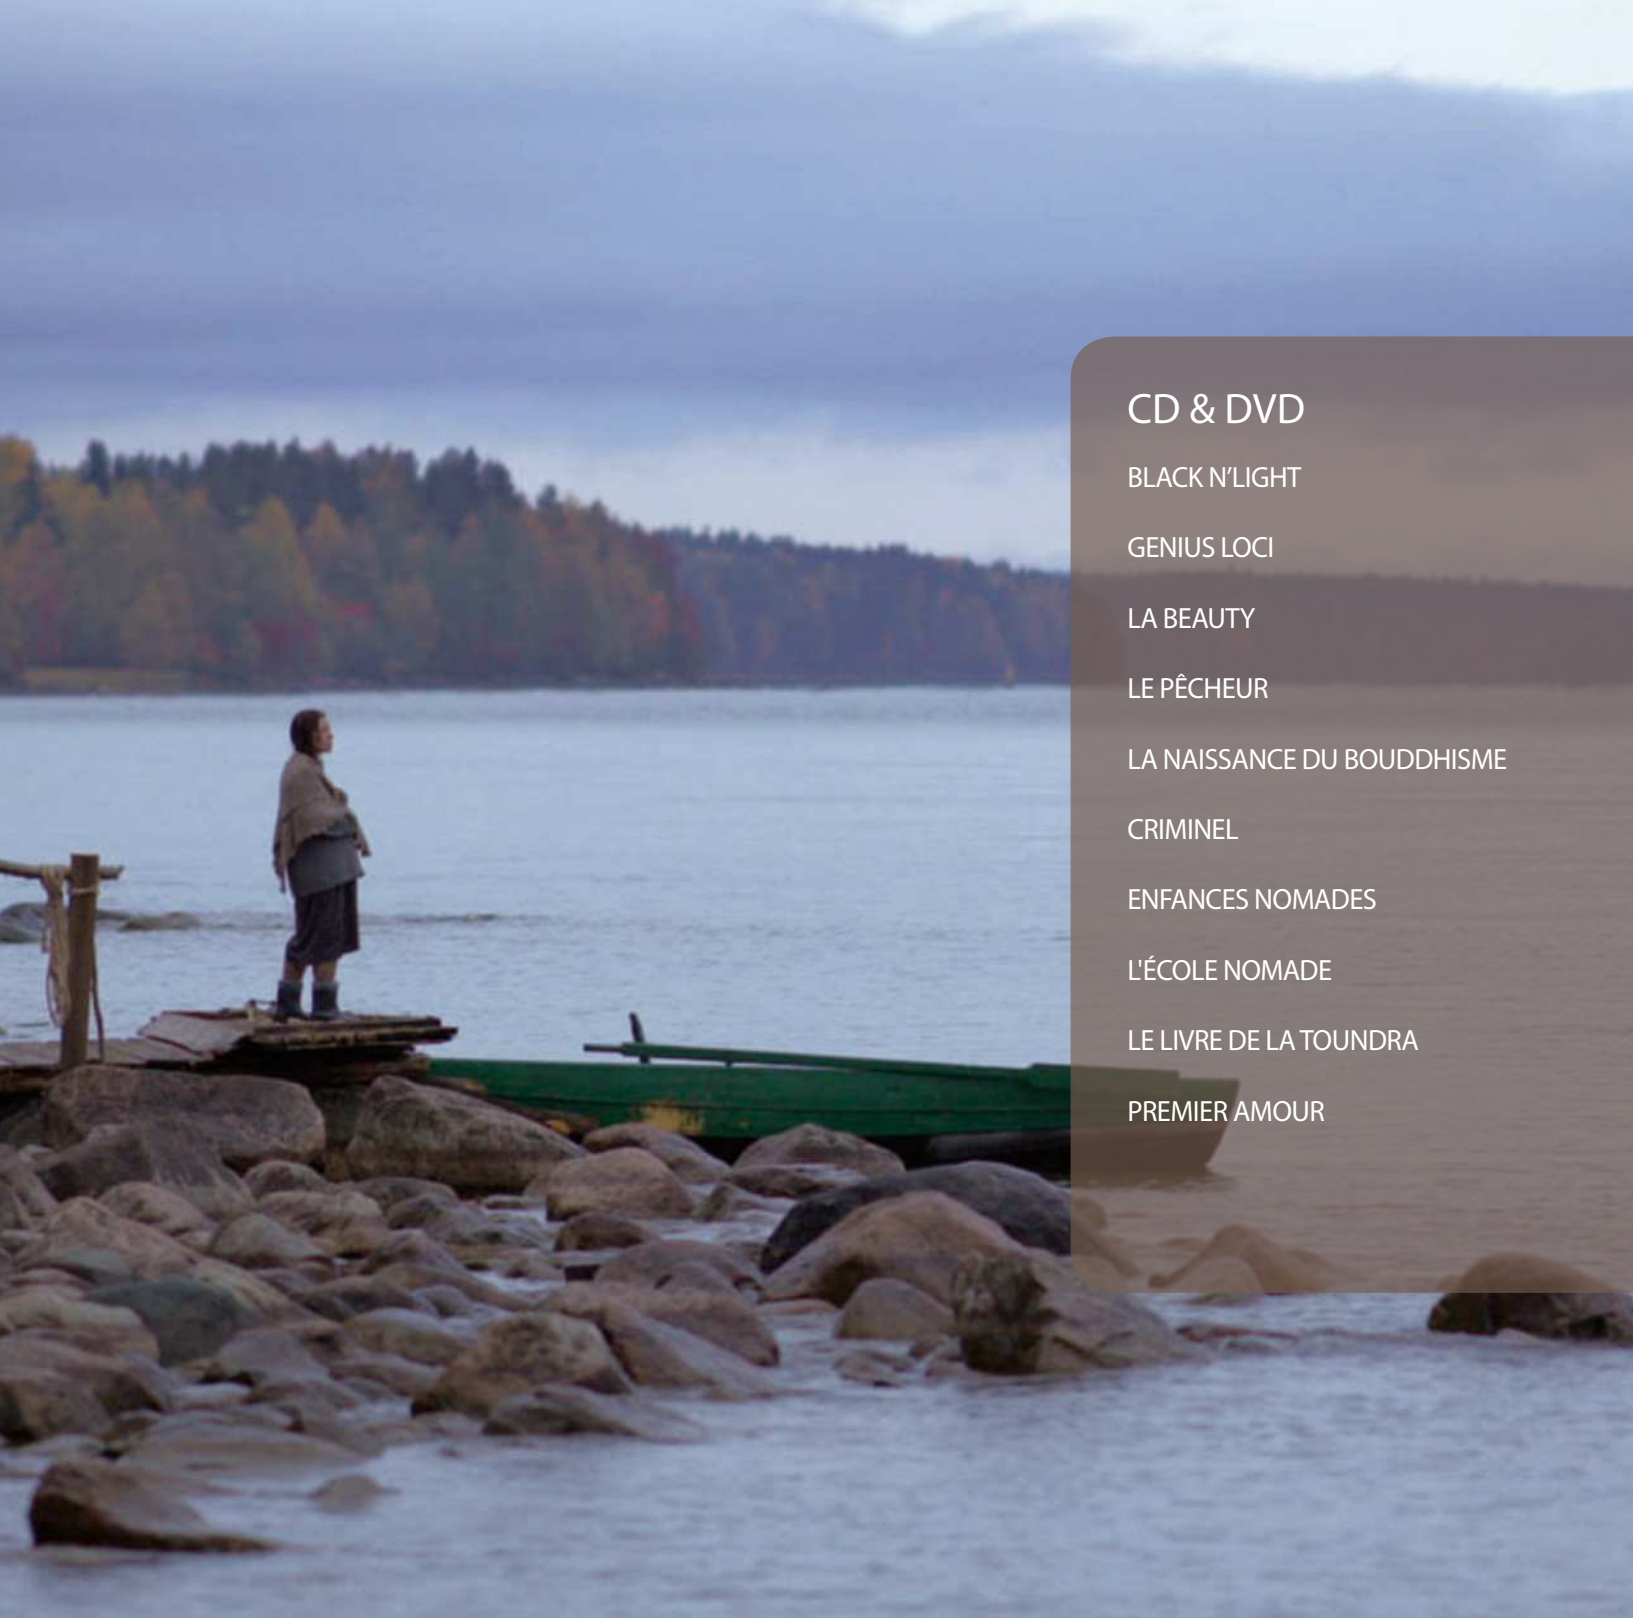 CD & DVD
BLACK N’LIGHT
GENIUS LOCI
LA BEAUTY
LE PÊCHEUR
LA NAISSANCE DU BOUDDHISME
CRIMINEL
ENFANCES NOMADES
L'ÉCOLE NOMADE
LE LIVRE DE LA TOUNDRA
PREMIER AMOUR